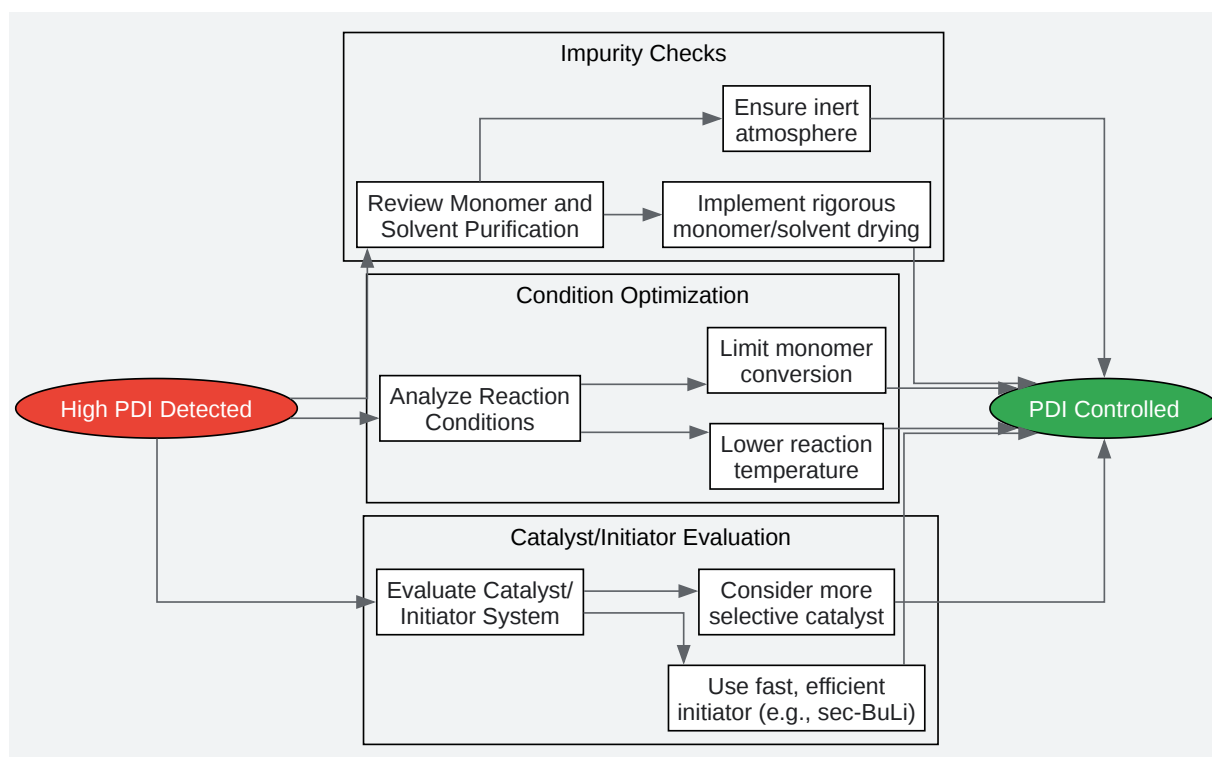 Impurity Checks
Ensure inert
atmosphere
Review Monomer and
Solvent Purification
Implement rigorous
monomer/solvent drying
Condition Optimization
Limit monomer
conversion
High PDI Detected
Analyze Reaction
Conditions
PDI Controlled
Lower reaction
temperature
Catalyst/Initiator Evaluation
Evaluate Catalyst/
Initiator System
Consider more
selective catalyst
Use fast, efficient
initiator (e.g., sec-BuLi)